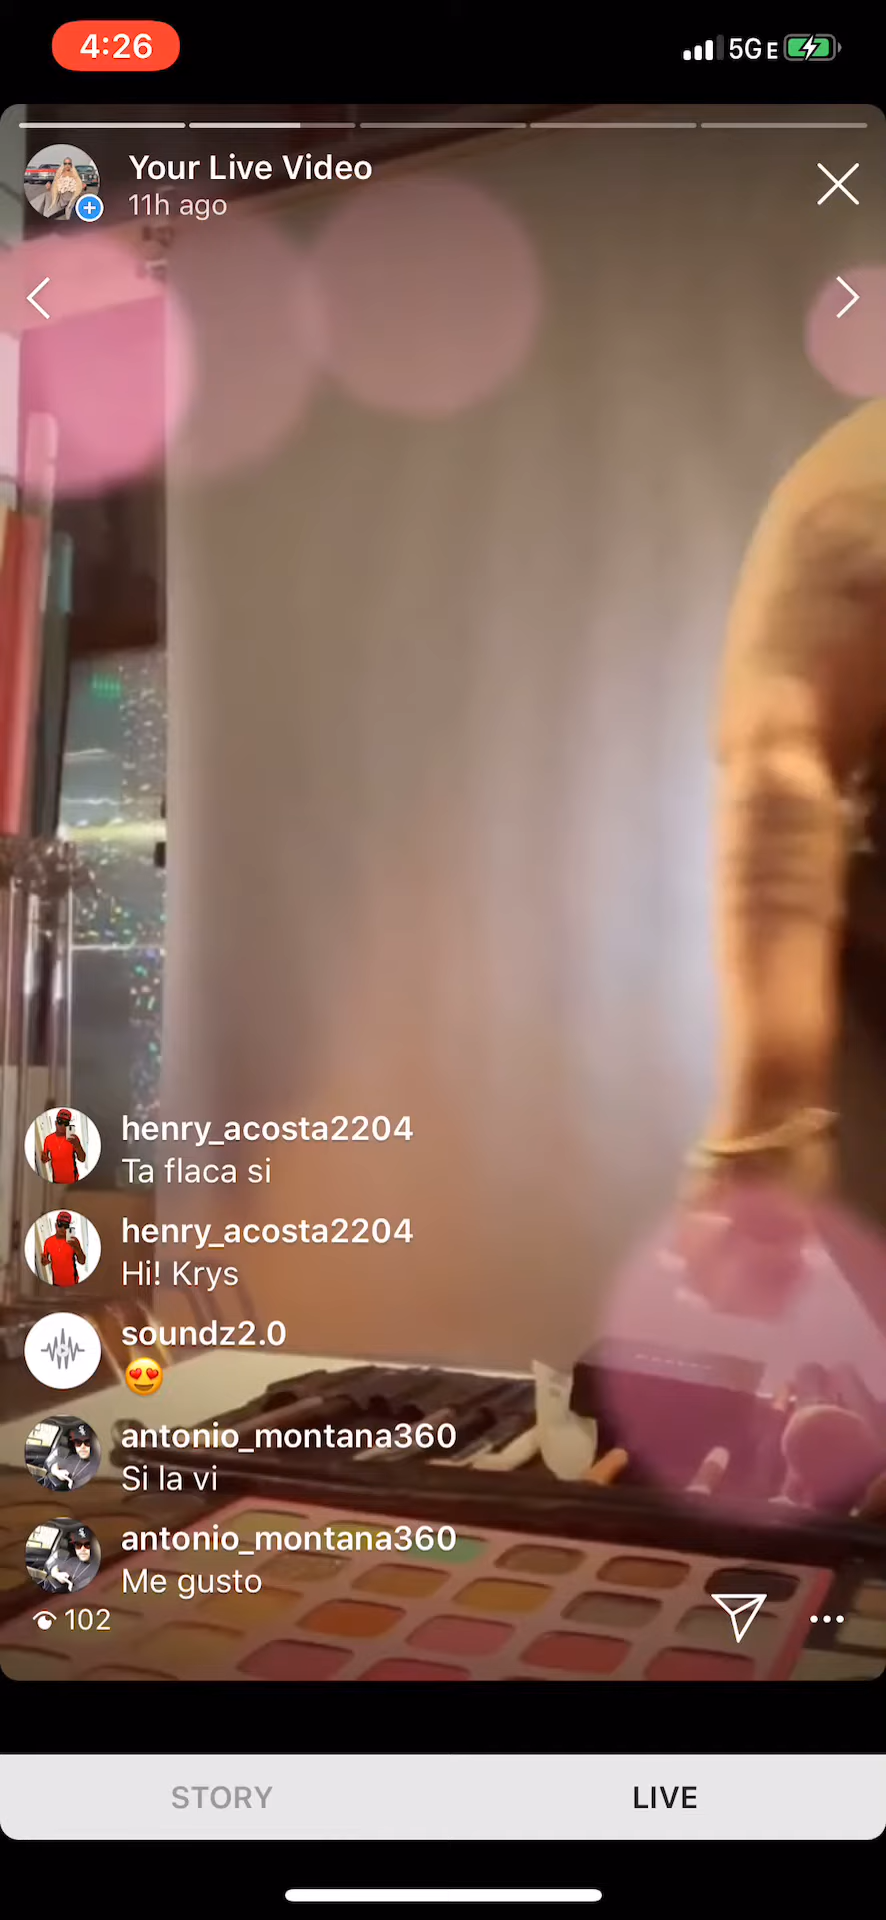 4:26
5GE
Your Live Video
11h ago
henry_acosta2204
Ta flaca si
henry_acosta2204
Hi! Krys
soundz2.0
😍
antonio_montana360
Si la vi
antonio_montana360
Me gusto
102
STORY
LIVE